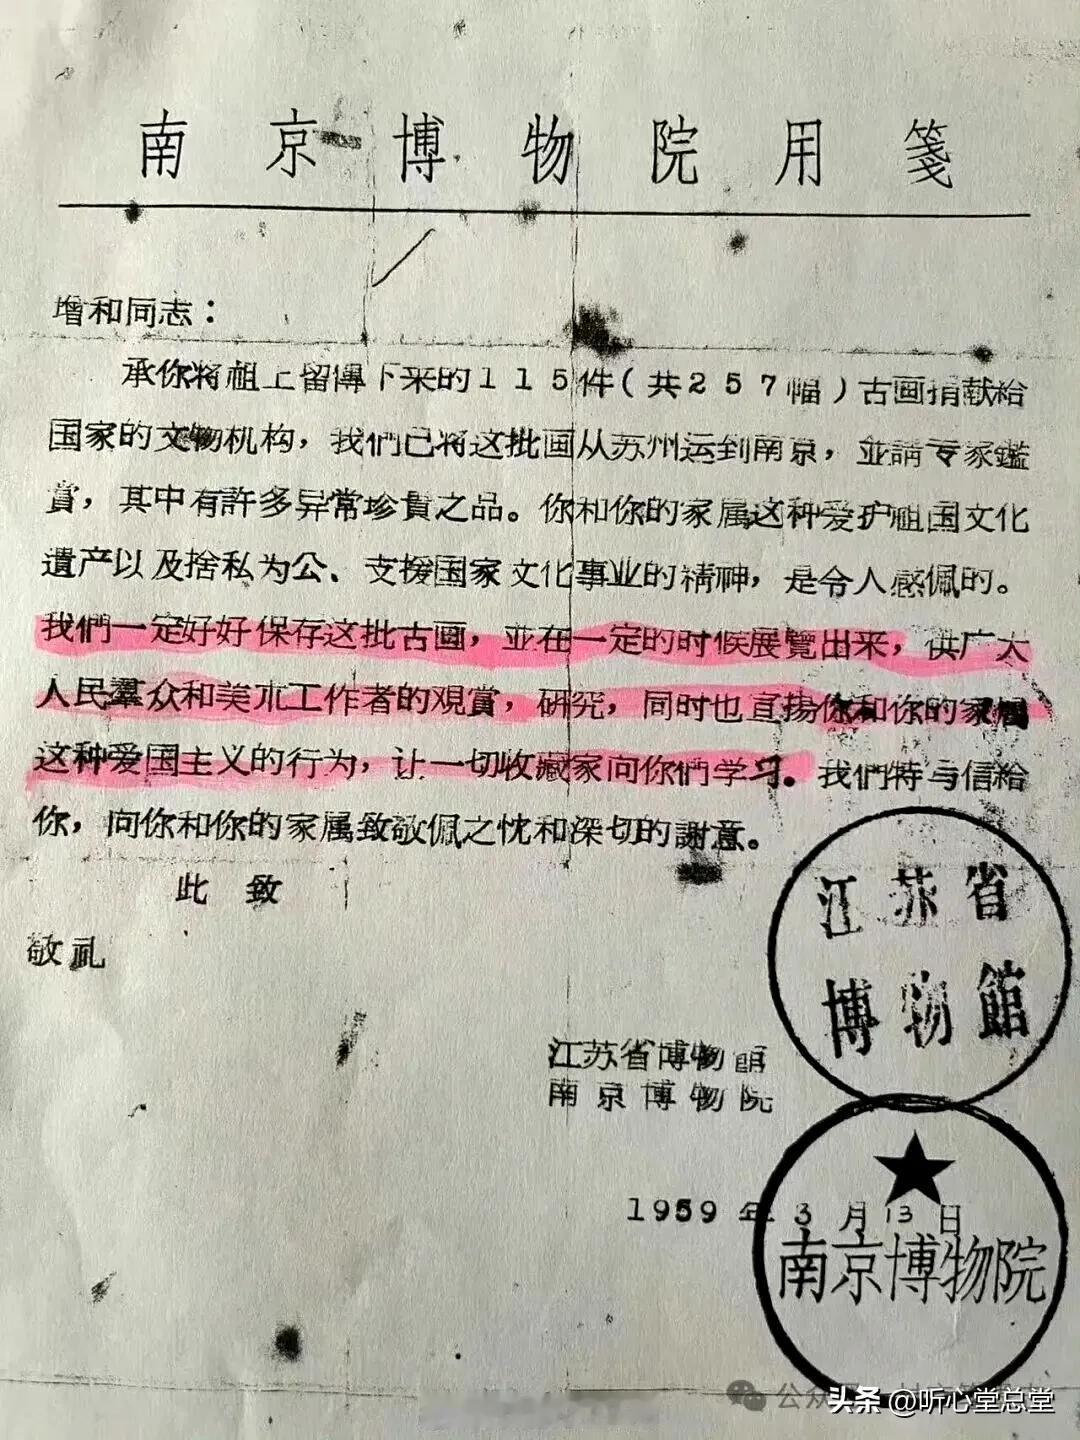 南京博物院用箋
增和同志：
承你将祖上留傳下来的115件(共257幅)古画捐献給
国家的文物机构，我們已将这批画从苏州运到南京，並請专家鑑
賞，其中有許多异常珍貴之品。你和你的家属这种爱护祖国文化
遺产以及捨私为公、支援国家文化事业的精神，是令人感佩的。
我們一定好好保存这批古画，並在一定的时候展覽出来，供广大
人民羣众和美朮工作者的观賞，研究，同时也宣揚你和你的家属
这种爱国主义的行为，让一切收藏家向你們学习。我們特与信給
你，向你和你的家属致敬佩之忱和深切的謝意。
此致
敬礼
江苏省
博物館
江苏省博物館
南京博物院
1959年3月13日
南京博物院
公众号
头条 @听心堂总堂